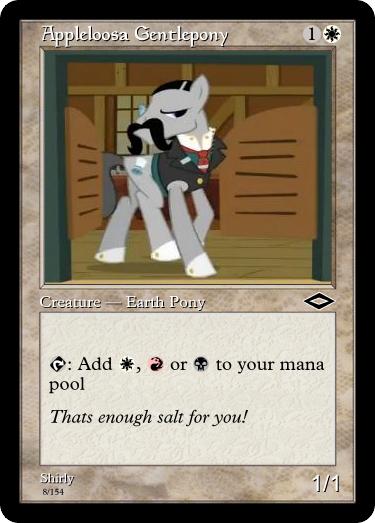 Appleloosa Gentlepony 1
Creature — Earth Pony
: Add , or to your mana
pool
Thats enough salt for you!
Shirly
8/154
1/1